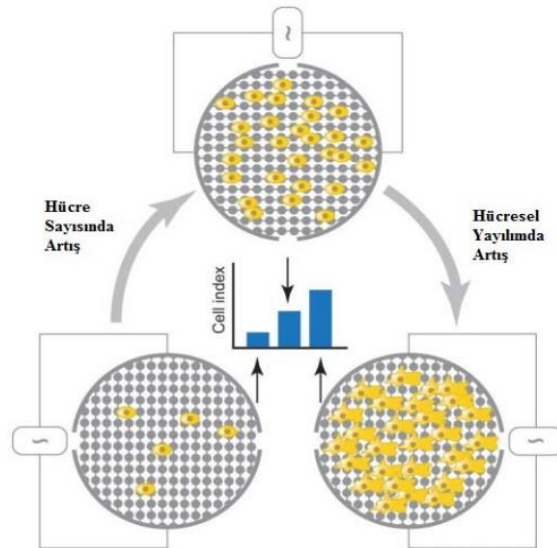 Hücre
Sayısında
Artış
Hücresel
Yayılımda
Artış
Cell index